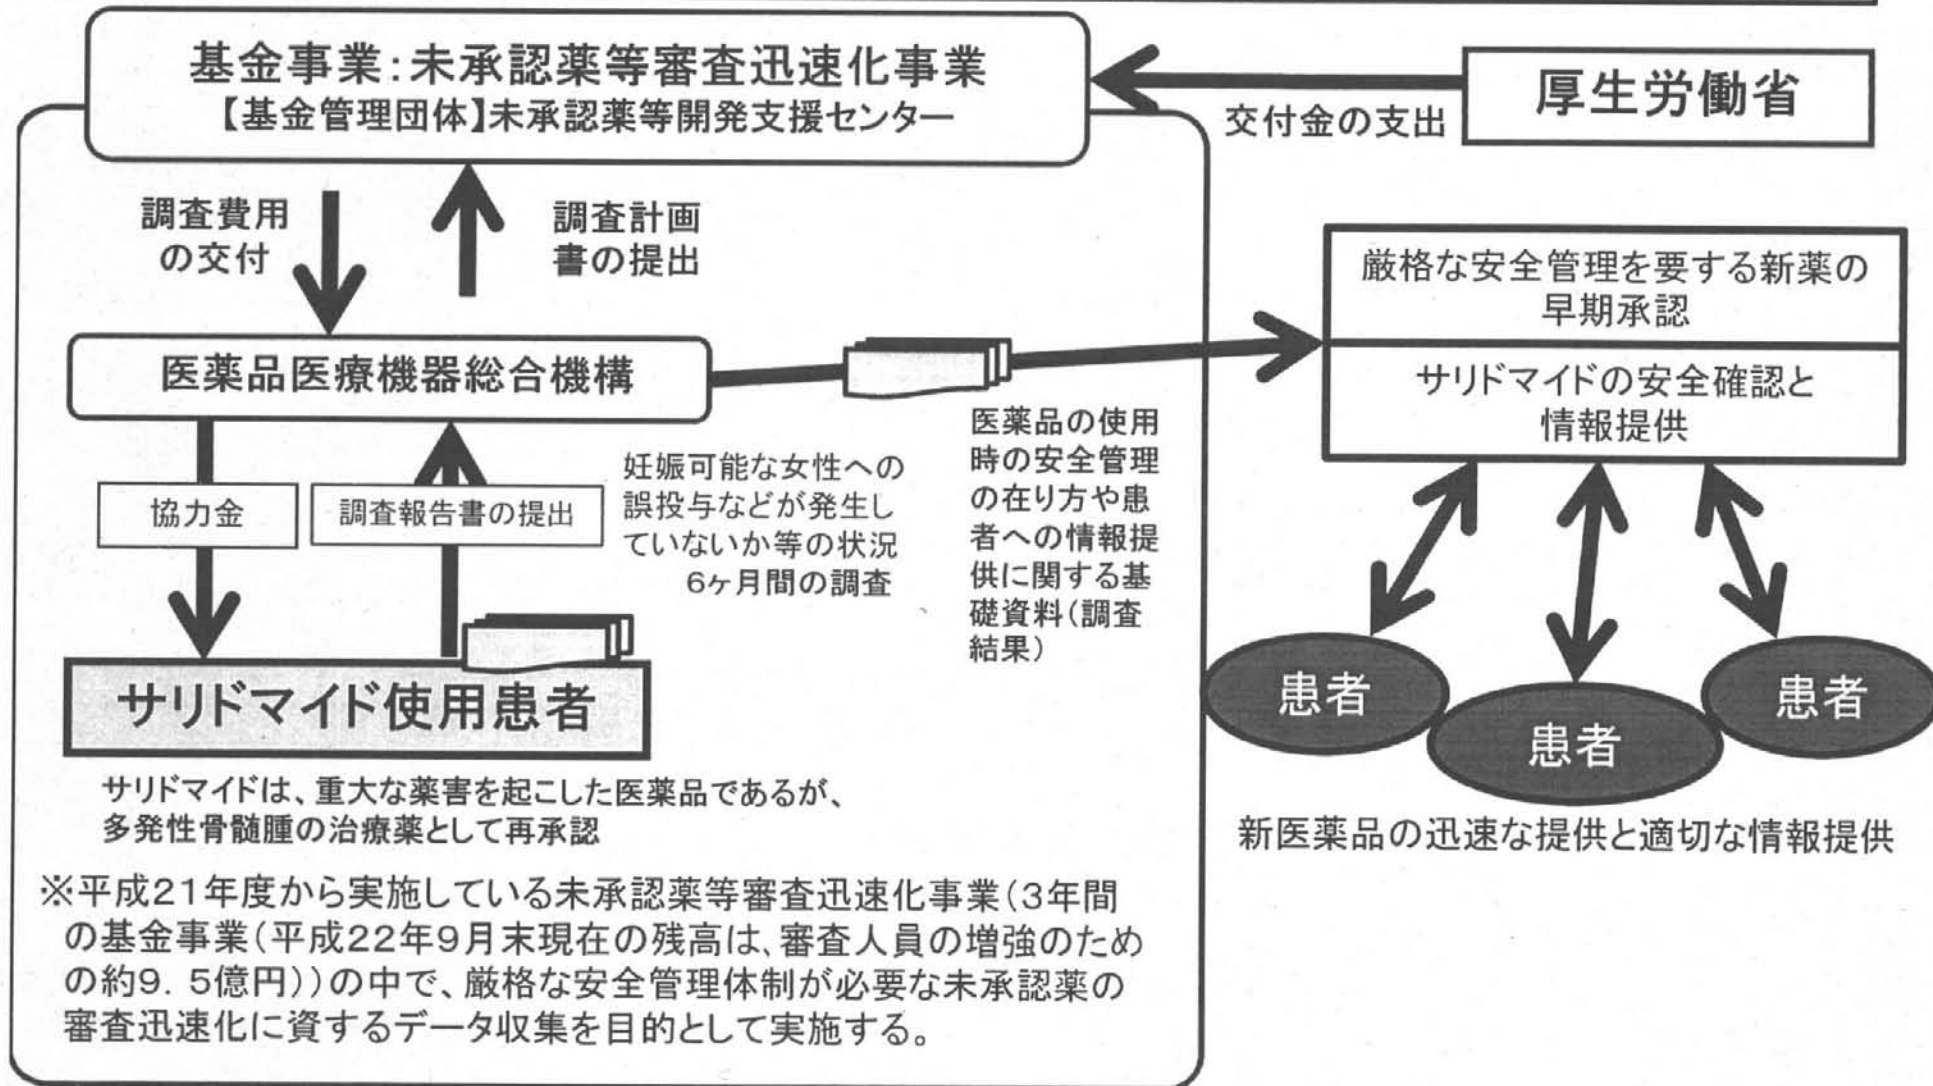 基金事業：未承認薬等審査迅速化事業
【基金管理団体】未承認薬等開発支援センター
厚生労働省
交付金の支出
調査費用
の交付
調査計画
書の提出
医薬品医療機器総合機構
協力金
調査報告書の提出
妊娠可能な女性への
誤投与などが発生し
ていないか等の状況
6ヶ月間の調査
医薬品の使用
時の安全管理
の在り方や患
者への情報提
供に関する基
礎資料(調査
結果)
サリドマイド使用患者
サリドマイドは、重大な薬害を起こした医薬品であるが、
多発性骨髄腫の治療薬として再承認
※平成21年度から実施している未承認薬等審査迅速化事業(3年間
の基金事業(平成22年9月末現在の残高は、審査人員の増強のため
の約9．5億円))の中で、厳格な安全管理体制が必要な未承認薬の
審査迅速化に資するデータ収集を目的として実施する。
厳格な安全管理を要する新薬の
早期承認
サリドマイドの安全確認と
情報提供
患者
患者
患者
新医薬品の迅速な提供と適切な情報提供